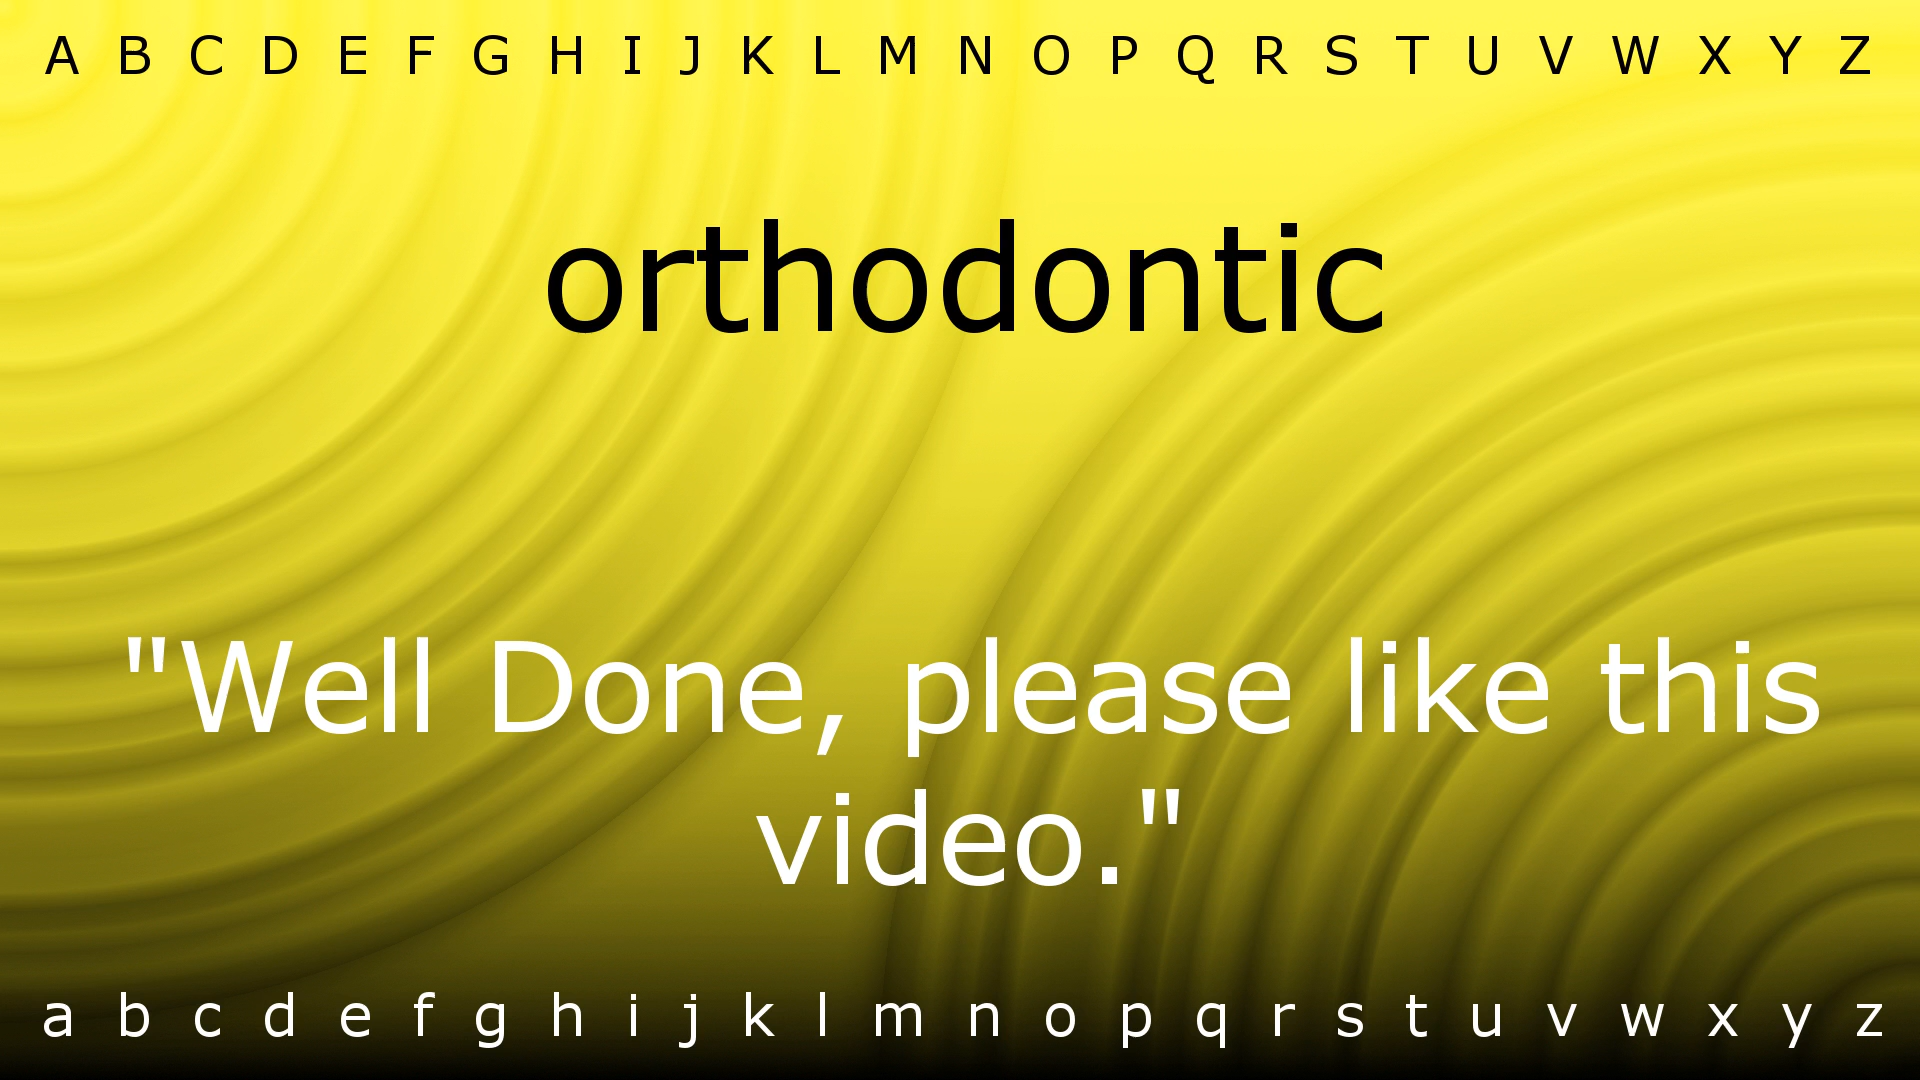 A B C D E F G H I J K L M N O P Q R S T U V W X Y Z
orthodontic
"Well Done, please like this
video."
a b c d e f g h i j k l m n o p q r s t u v w x y z